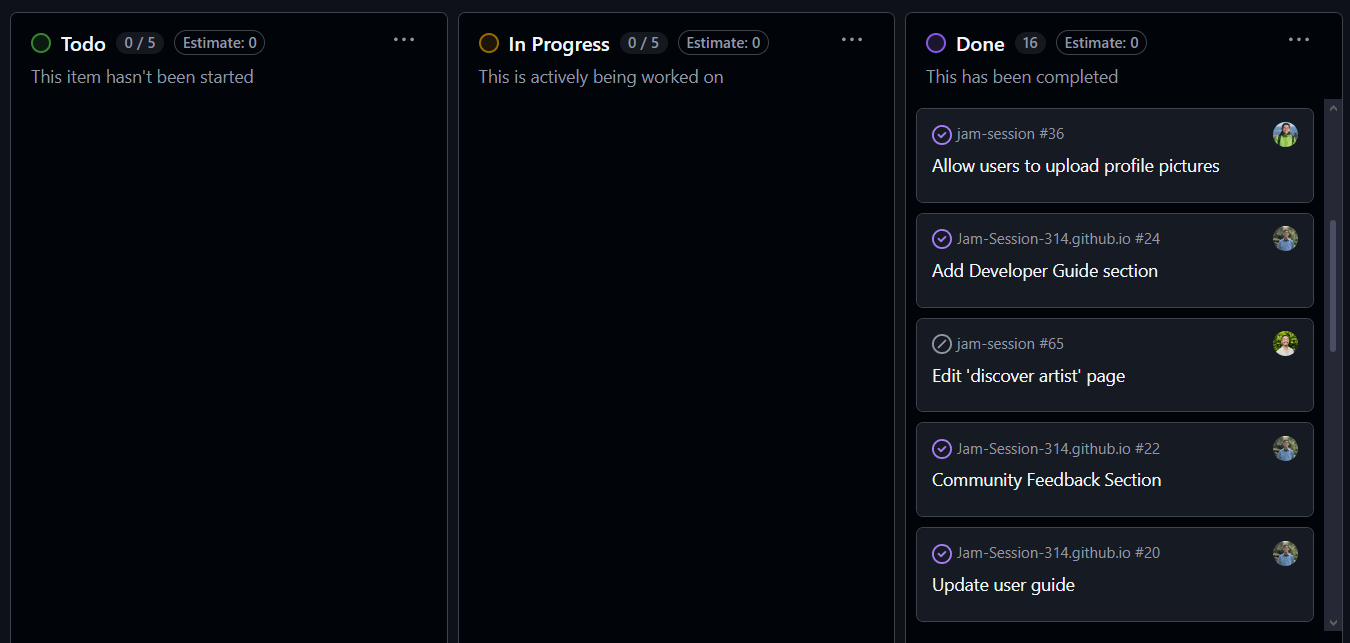 Todo 0 / 5 Estimate: 0
This item hasn't been started
In Progress 0 / 5 Estimate: 0
This is actively being worked on
Done 16 Estimate: 0
This has been completed
jam-session #36
Allow users to upload profile pictures
Jam-Session-314.github.io #24
Add Developer Guide section
jam-session #65
Edit 'discover artist' page
Jam-Session-314.github.io #22
Community Feedback Section
Jam-Session-314.github.io #20
Update user guide